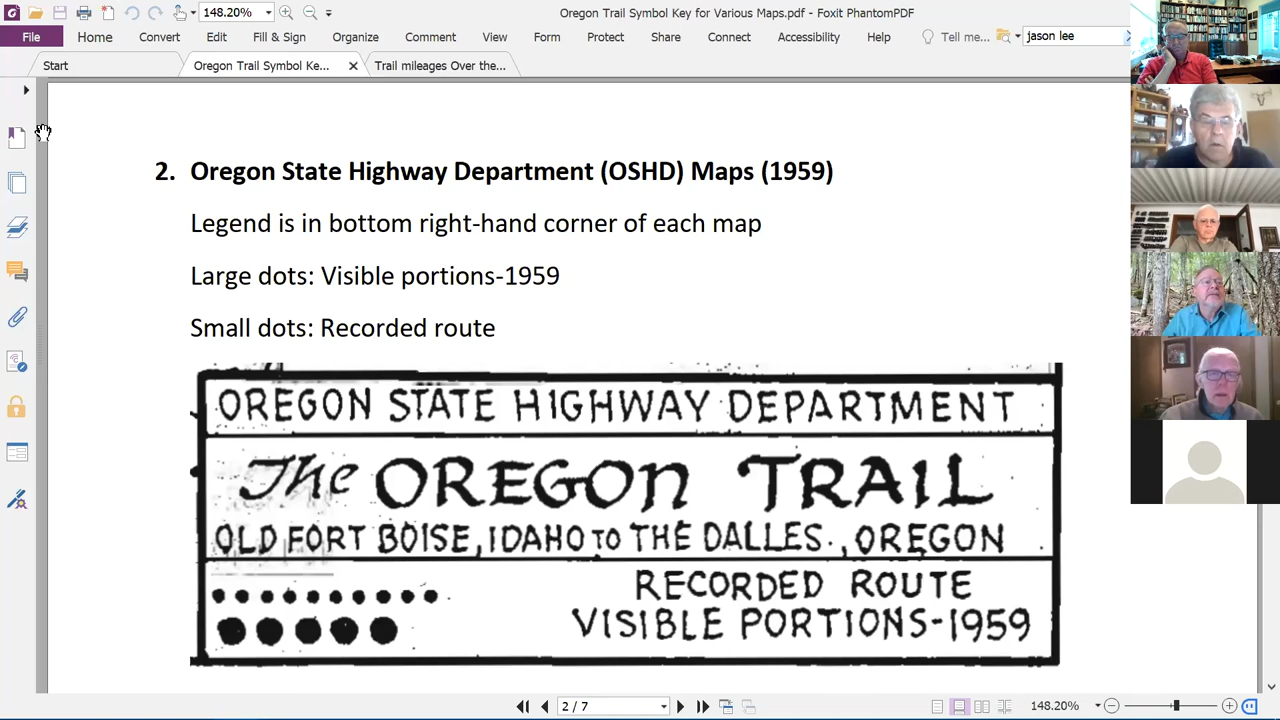 148.20%
Oregon Trail Symbol Key for Various Maps.pdf - Foxit PhantomPDF
File Home Convert Edit Fill & Sign Organize Comment View Form Protect Share Connect Accessibility Help Tell me... jason lee
Start Oregon Trail Symbol Ke... Trail mileages Over the...
2. Oregon State Highway Department (OSHD) Maps (1959)
Legend is in bottom right-hand corner of each map
Large dots: Visible portions-1959
Small dots: Recorded route
OREGON STATE HIGHWAY DEPARTMENT
The OREGON TRAIL
OLD FORT BOISE, IDAHO TO THE DALLES., OREGON
RECORDED ROUTE
VISIBLE PORTIONS-1959
2 / 7
148.20%